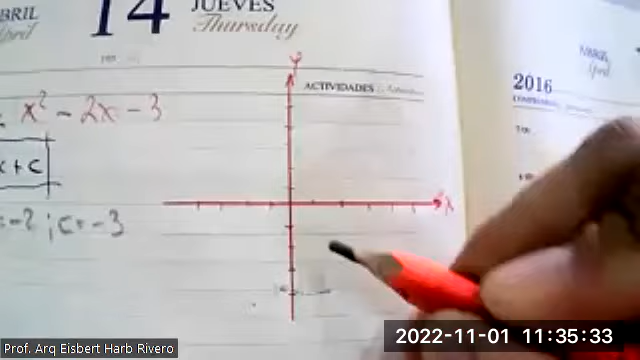 BRIL
April
14
JUEVES
Thursday
ABRIL
April
2016
Y
ACTIVIDADES
x² - 2x - 3
x + c
-2 ; c = -3
X
Prof. Arq Eisbert Harb Rivero
2022-11-01 11:35:33